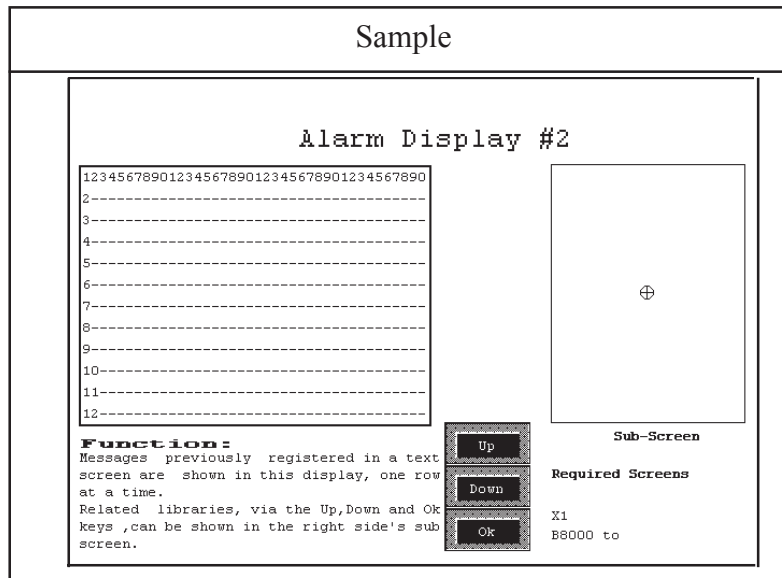 Sample
Alarm Display #2
1234567890123456789012345678901234567890
2---------------------------------------
3---------------------------------------
4---------------------------------------
5---------------------------------------
6---------------------------------------
7---------------------------------------
8---------------------------------------
9---------------------------------------
10--------------------------------------
11--------------------------------------
12--------------------------------------
Function:
Messages previously registered in a text
screen are shown in this display, one row
at a time.
Related libraries, via the Up,Down and Ok
keys ,can be shown in the right side's sub
screen.
Up
Down
Ok
Sub-Screen
Required Screens
X1
B8000 to